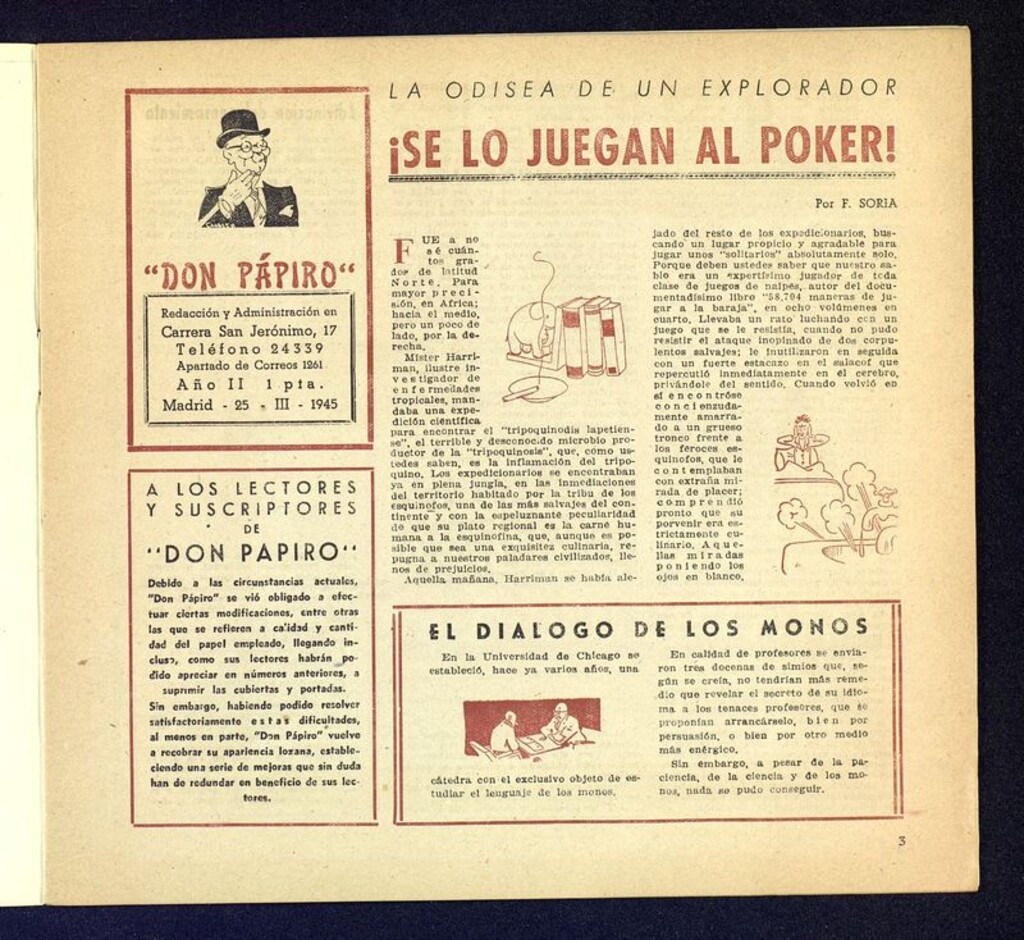 "DON PÁPIRO"
Redacción y Administración en
Carrera San Jerónimo, 17
Teléfono 24339
Apartado de Correos 1261
Año II 1 pta.
Madrid - 25 - III - 1945
A LOS LECTORES
Y SUSCRIPTORES
DE
"DON PAPIRO"
Debido a las circunstancias actuales,
"Don Pápiro" se vió obligado a efec-
tuar ciertas modificaciones, entre otras
las que se refieren a calidad y canti-
dad del papel empleado, llegando in-
cluso, como sus lectores habrán po-
dido apreciar en números anteriores, a
suprimir las cubiertas y portadas.
Sin embargo, habiendo podido resolver
satisfactoriamente estas dificultades,
al menos en parte, "Don Pápiro" vuelve
a recobrar su apariencia lozana, estable-
ciendo una serie de mejoras que sin duda
han de redundar en beneficio de sus lec-
tores.
LA ODISEA DE UN EXPLORADOR
¡SE LO JUEGAN AL POKER!
Por F. SORIA
FUE a no
sé cuán-
tos gra-
dos de latitud
Norte. Para
mayor preci-
sión, en Africa;
hacia el medio,
pero un poco de
lado, por la de-
recha.
Míster Harri-
man, ilustre in-
vestigador de
enfermedades
tropicales, man-
daba una expe-
dición científica
para encontrar el "tripoquinodis lapetien-
se", el terrible y desconocido microbio pro-
ductor de la "tripoquinosis", que, cómo us-
tedes saben, es la inflamación del tripo-
quino. Los expedicionarios se encontraban
ya en plena jungla, en las inmediaciones
del territorio habitado por la tribu de los
esquinofos, una de las más salvajes del con-
tinente y con la espeluznante peculiaridad
de que su plato regional es la carne hu-
mana a la esquinofina, que, aunque es po-
sible que sea una exquisitez culinaria, re-
pugna a nuestros paladares civilizados, lle-
nos de prejuicios.
Aquella mañana, Harriman se había ale-
jado del resto de los expedicionarios, bus-
cando un lugar propicio y agradable para
jugar unos "solitarios" absolutamente solo.
Porque deben ustedes saber que nuestro sa-
bio era un expertísimo jugador de toda
clase de juegos de naipes, autor del docu-
mentadísimo libro "58.704 maneras de ju-
gar a la baraja", en ocho volúmenes en
cuarto. Llevaba un rato luchando con un
juego que se le resistía, cuando no pudo
resistir el ataque inopinado de dos corpu-
lentos salvajes; le inutilizaron en seguida
con un fuerte estacazo en el salacof que
repercutió inmediatamente en el cerebro,
privándole del sentido. Cuando volvió en
sí encontróse
concienzuda-
mente amarra-
do a un grueso
tronco frente a
los feroces es-
quinofos, que le
contemplaban
con extraña mi-
rada de placer;
comprendió
pronto que su
porvenir era es-
trictamente cu-
linario. Aque-
llas miradas
poniendo los
ojos en blanco,
EL DIALOGO DE LOS MONOS
En la Universidad de Chicago se
estableció, hace ya varios años, una
cátedra con el exclusivo objeto de es-
tudiar el lenguaje de los monos.
En calidad de profesores se envia-
ron tres docenas de simios que, se-
gún se creía, no tendrían más reme-
dio que revelar el secreto de su idio-
ma a los tenaces profesores, que se
proponían arrancárselo, bien por
persuasión, o bien por otro medio
más enérgico.
Sin embargo, a pesar de la pa-
ciencia, de la ciencia y de los mo-
nos, nada se pudo conseguir.
3